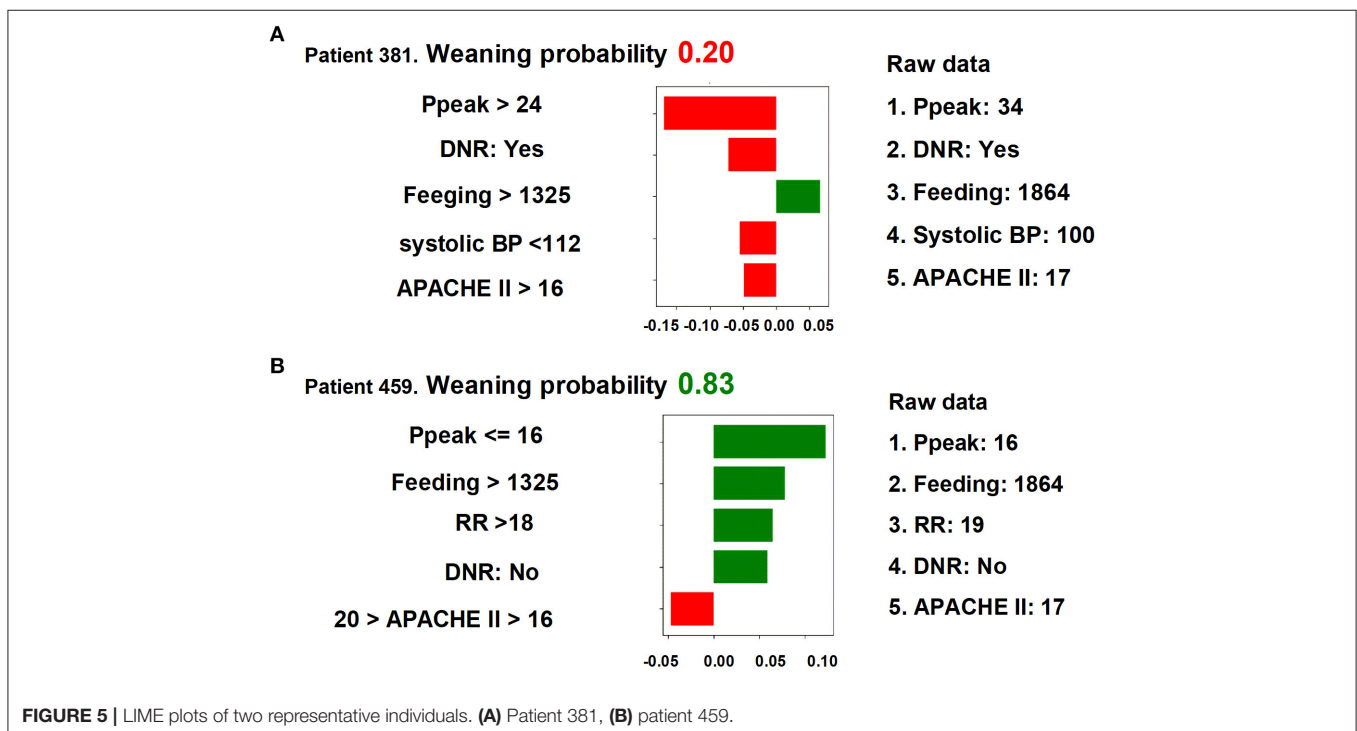 A
Patient 381. Weaning probability 0.20
Raw data
Ppeak > 24
1. Ppeak: 34
DNR: Yes
2. DNR: Yes
Feeging > 1325
3. Feeding: 1864
systolic BP <112
4. Systolic BP: 100
APACHE II > 16
5. APACHE II: 17
-0.15 -0.10 -0.05 0.00 0.05
B
Patient 459. Weaning probability 0.83
Raw data
Ppeak <= 16
1. Ppeak: 16
Feeding > 1325
2. Feeding: 1864
RR >18
3. RR: 19
DNR: No
4. DNR: No
20 > APACHE II > 16
5. APACHE II: 17
-0.05 0.00 0.05 0.10
FIGURE 5 | LIME plots of two representative individuals. (A) Patient 381, (B) patient 459.